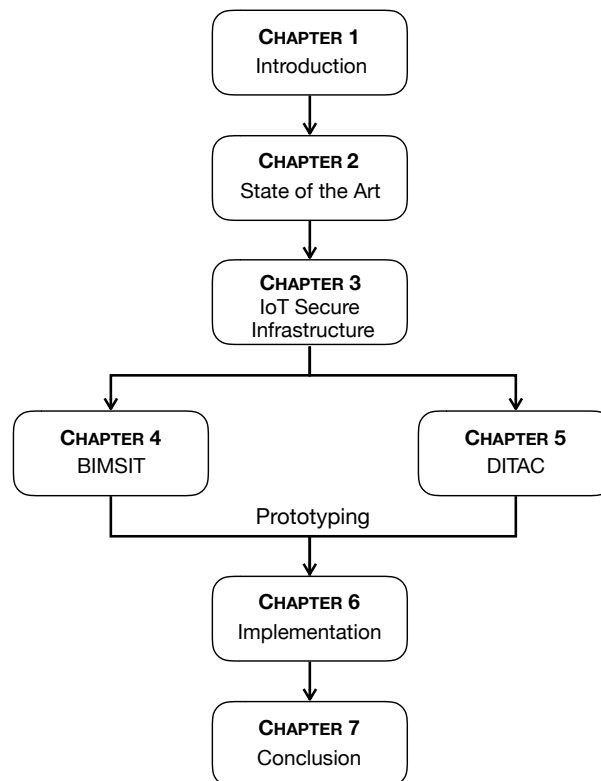 CHAPTER 1
Introduction
CHAPTER 2
State of the Art
CHAPTER 3
IoT Secure
Infrastructure
CHAPTER 4
BIMSIT
CHAPTER 5
DITAC
Prototyping
CHAPTER 6
Implementation
CHAPTER 7
Conclusion